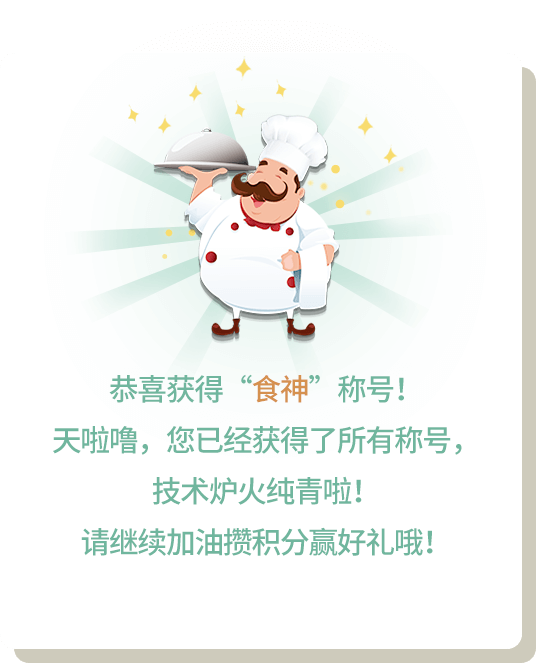 恭喜获得“食神”称号！
天啦噜，您已经获得了所有称号，
技术炉火纯青啦！
请继续加油攒积分赢好礼哦！